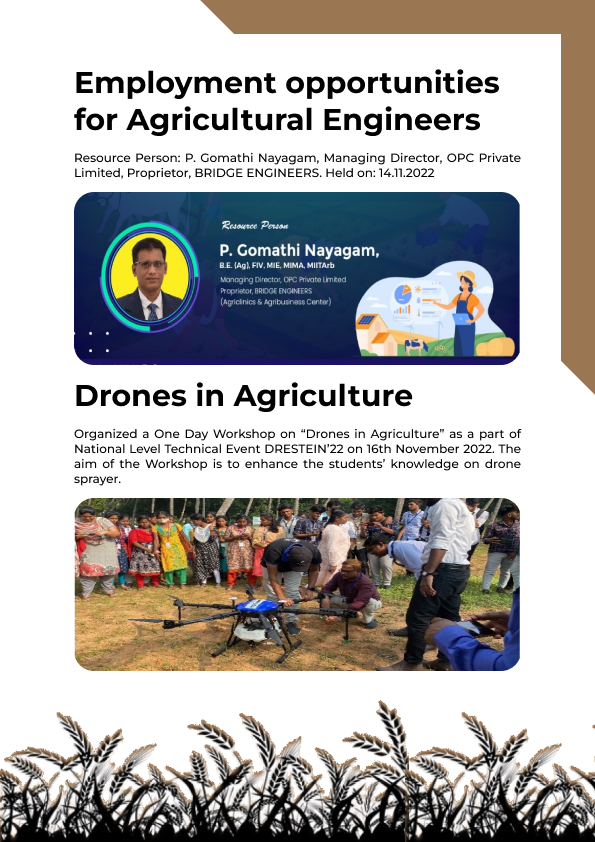 Employment opportunities
for Agricultural Engineers
Resource Person: P. Gomathi Nayagam, Managing Director, OPC Private
Limited, Proprietor, BRIDGE ENGINEERS. Held on: 14.11.2022
Resource Person
P. Gomathi Nayagam,
B.E. (Ag), FIV, MIE, MIMA, MIITArb
Managing Director, OPC Private Limited
Proprietor, BRIDGE ENGINEERS
(Agriclinics & Agribusiness Center)
Drones in Agriculture
Organized a One Day Workshop on “Drones in Agriculture” as a part of
National Level Technical Event DRESTEIN’22 on 16th November 2022. The
aim of the Workshop is to enhance the students’ knowledge on drone
sprayer.